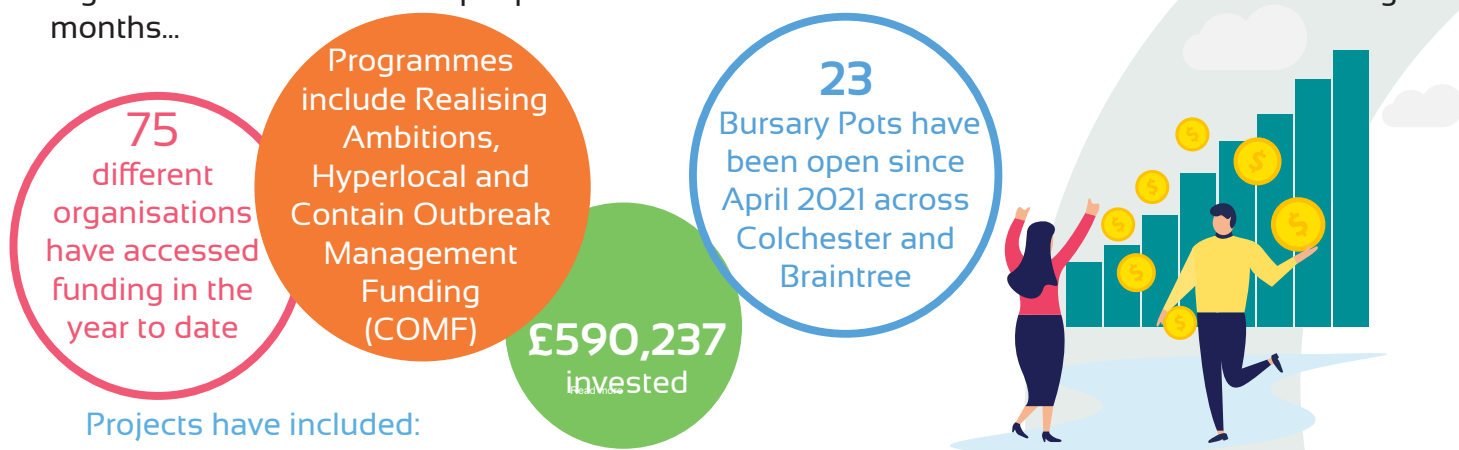 months...
75
different
organisations
have accessed
funding in the
year to date
Programmes
include Realising
Ambitions,
Hyperlocal and
Contain Outbreak
Management
Funding
(COMF)
£590,237
invested
Read more
23
Bursary Pots have
been open since
April 2021 across
Colchester and
Braintree
Projects have included: